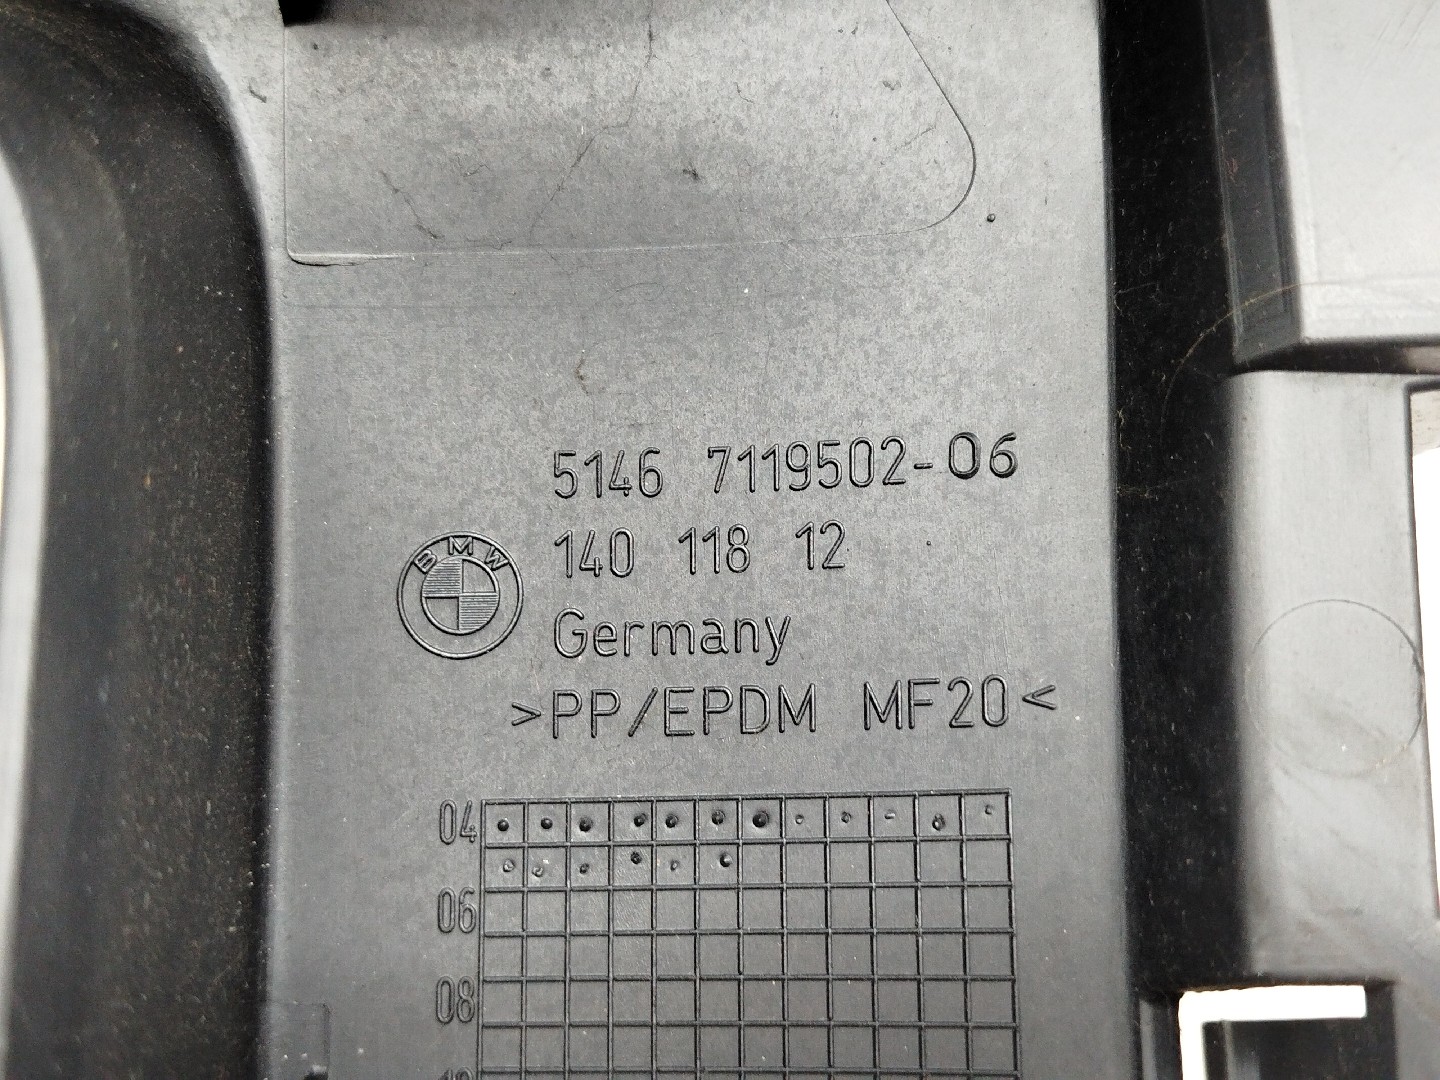 5146 7119502-06
BMW
140 118 12
Germany
>PP/EPDM MF20<
04
06
08